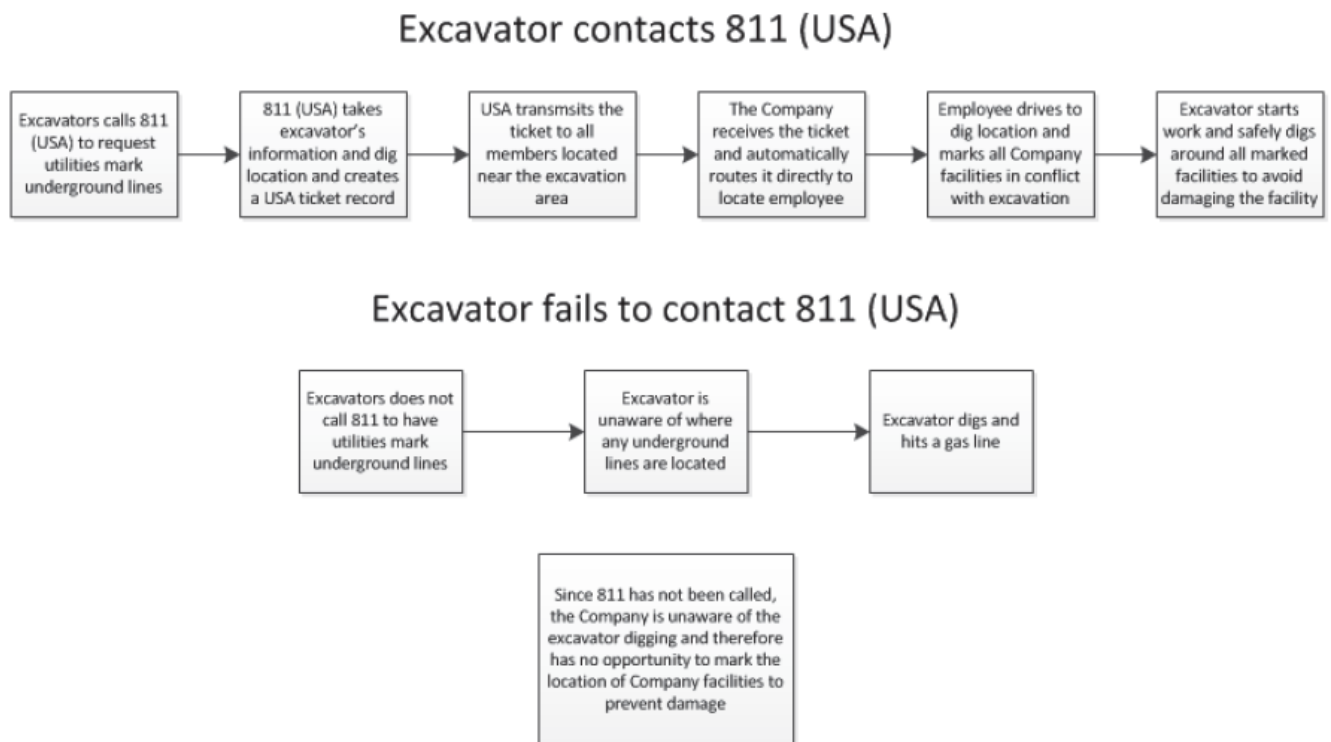 Excavator contacts 811 (USA)
Excavators calls 811
(USA) to request
utilities mark
underground lines
811 (USA) takes
excavator's
information and dig
location and creates
a USA ticket record
USA transmsits the
ticket to all
members located
near the excavation
area
The Company
receives the ticket
and automatically
routes it directly to
locate employee
Employee drives to
dig location and
marks all Company
facilities in conflict
with excavation
Excavator starts
work and safely digs
around all marked
facilities to avoid
damaging the facility
Excavator fails to contact 811 (USA)
Excavators does not
call 811 to have
utilities mark
underground lines
Excavator is
unaware of where
any underground
lines are located
Excavator digs and
hits a gas line
Since 811 has not been called,
the Company is unaware of the
excavator digging and therefore
has no opportunity to mark the
location of Company facilities to
prevent damage